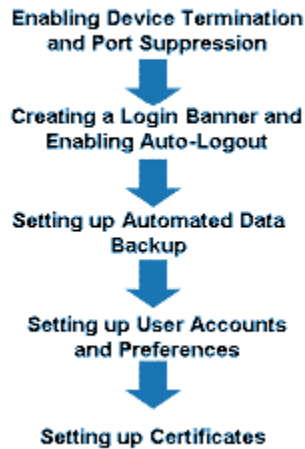 Enabling Device Termination
and Port Suppression
Creating a Login Banner and
Enabling Auto-Logout
Setting up Automated Data
Backup
Setting up User Accounts
and Preferences
Setting up Certificates